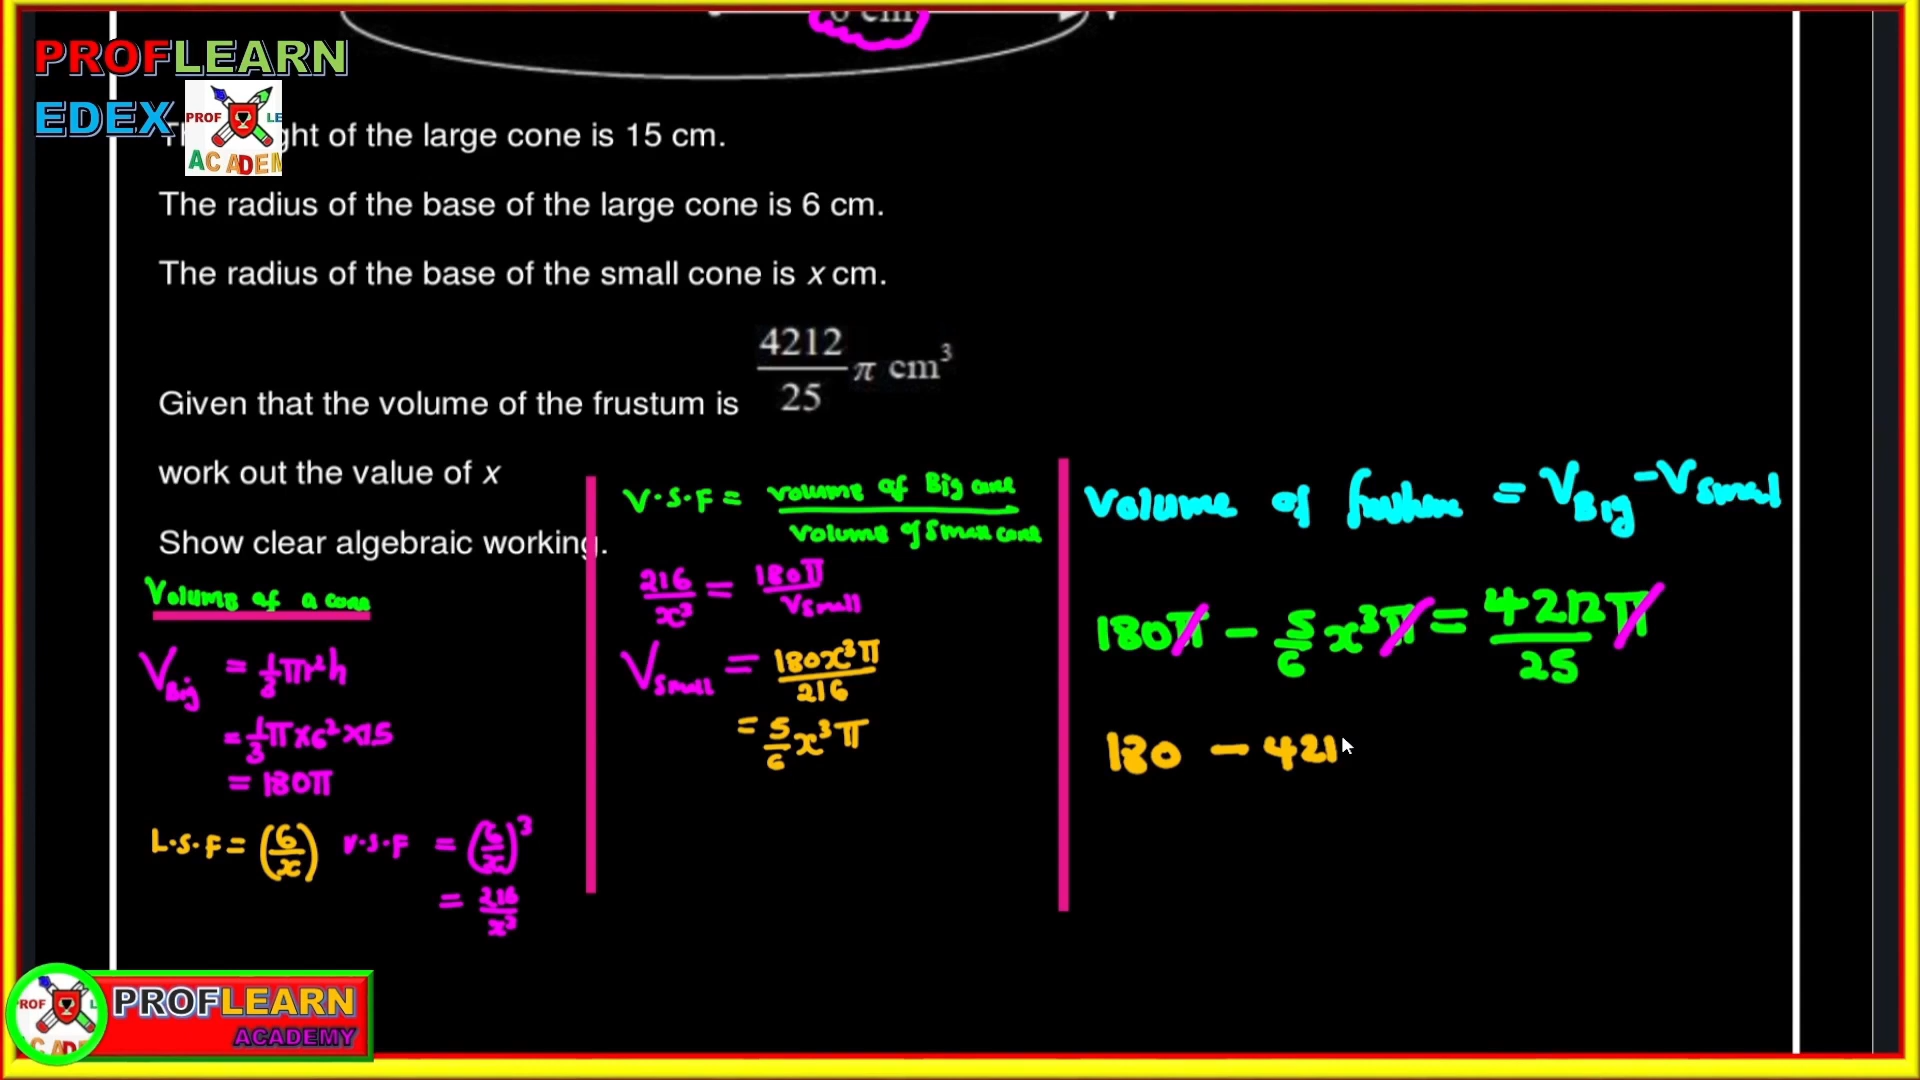 6 cm
PROFLEARN
EDEX
PROF LE
ACADEM
ght of the large cone is 15 cm.
The radius of the base of the large cone is 6 cm.
The radius of the base of the small cone is x cm.
Given that the volume of the frustum is 4212/25 π cm³
work out the value of x
Show clear algebraic working.
Volume of a cone
V Big = 1/3 πr²h
= 1/3 π × 6² × 15
= 180π
L.S.F = (6/x) V.S.F = (6/x)³
= 216/x³
V.S.F = Volume of Big cone / Volume of Small cone
216/x³ = 180π / V Small
V Small = 180x³π / 216
= 5/6 x³π
Volume of frustum = V Big - V Small
180π - 5/6 x³π = 4212π / 25
180 - 421
PROFLEARN
ACADEMY